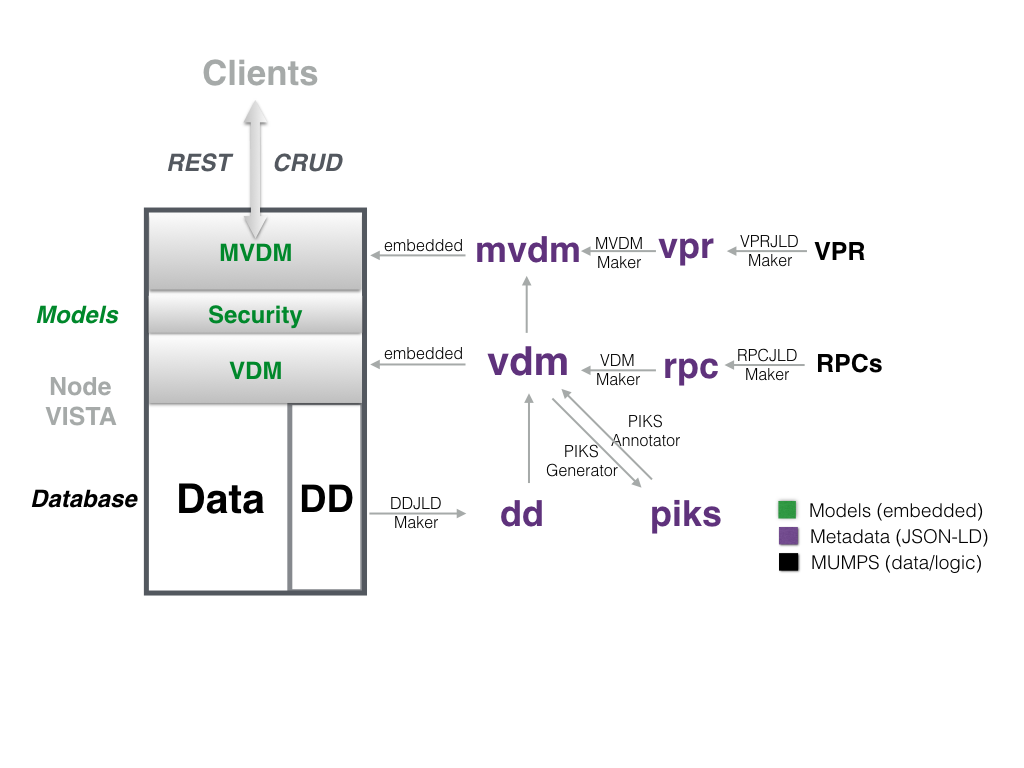 Clients
REST CRUD
MVDM
embedded
mvdm
MVDM
Maker
vpr
VPRJLD
Maker
VPR
Models
Security
VDM
embedded
vdm
VDM
Maker
rpc
RPCJLD
Maker
RPCs
Node
VISTA
PIKS
Annotator
PIKS
Generator
Database
Data
DD
DDJLD
Maker
dd
piks
Models (embedded)
Metadata (JSON-LD)
MUMPS (data/logic)